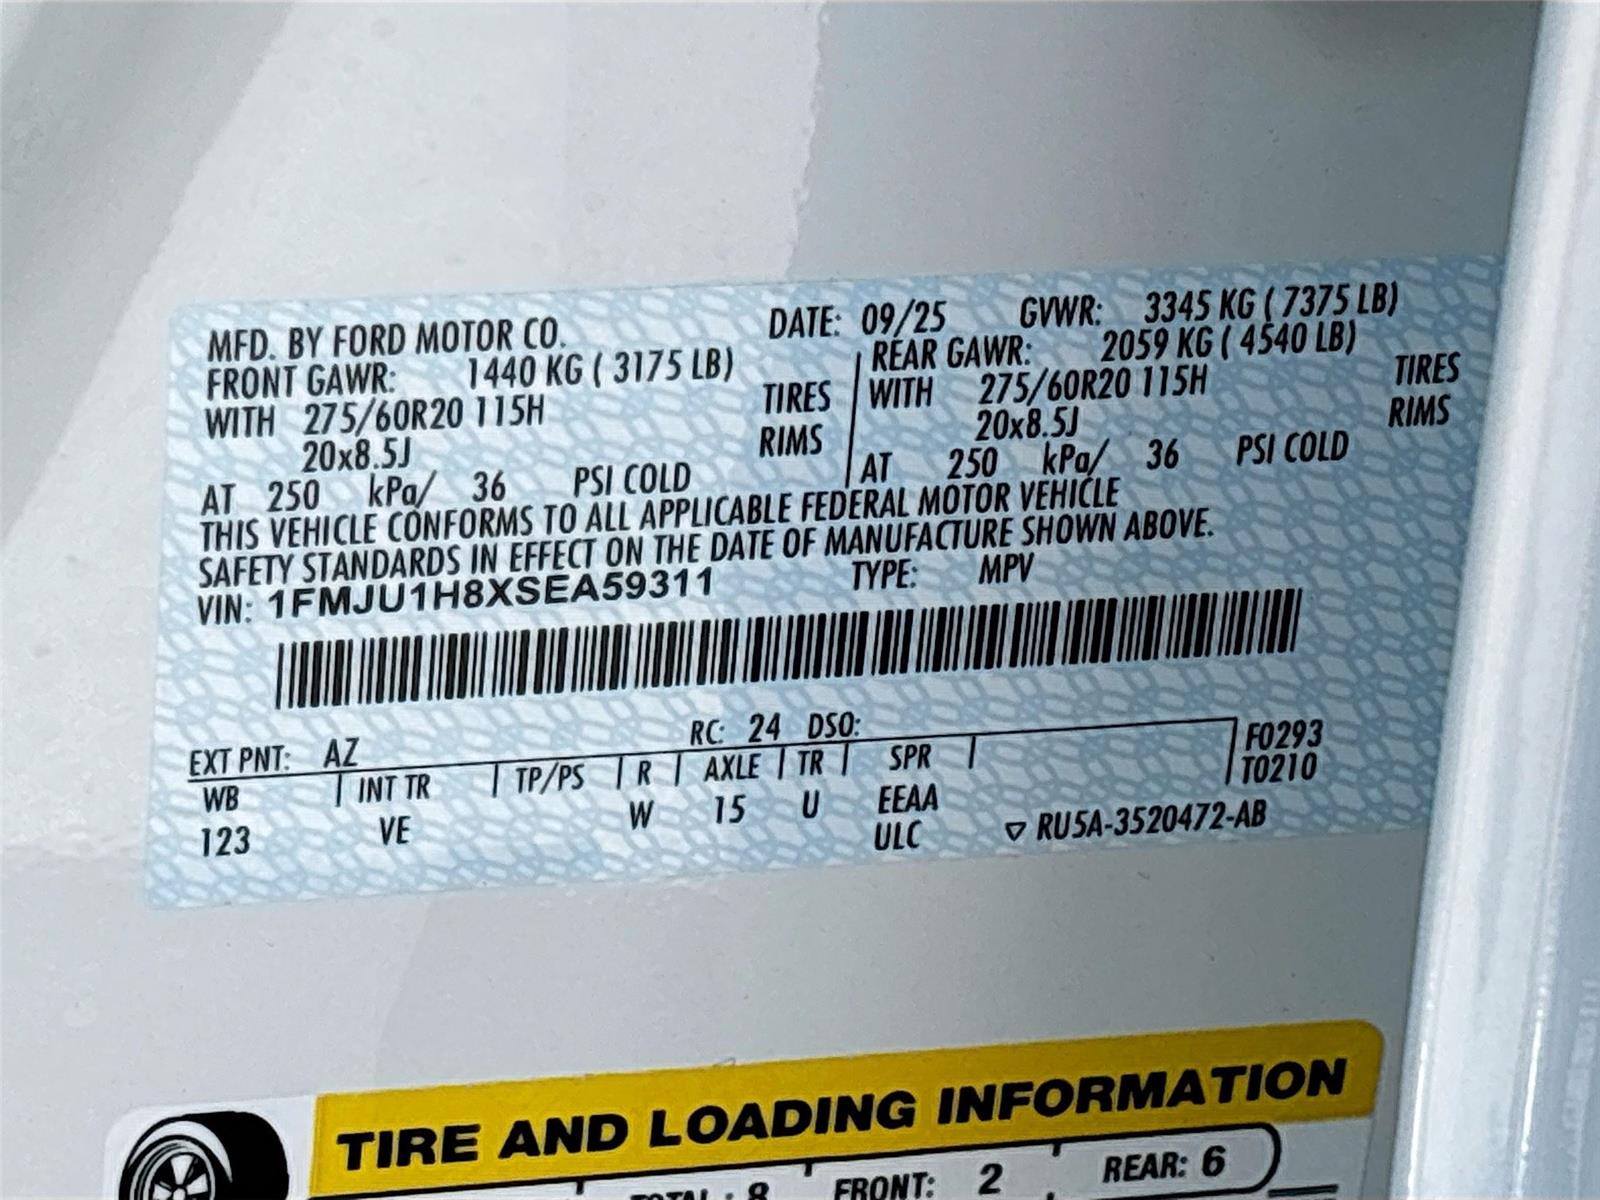 MFD. BY FORD MOTOR CO. DATE: 09/25 GVWR: 3345 KG ( 7375 LB)
FRONT GAWR: 1440 KG ( 3175 LB) REAR GAWR: 2059 KG ( 4540 LB)
WITH 275/60R20 115H TIRES WITH 275/60R20 115H TIRES
20x8.5J RIMS 20x8.5J RIMS
AT 250 kPa/ 36 PSI COLD AT 250 kPa/ 36 PSI COLD
THIS VEHICLE CONFORMS TO ALL APPLICABLE FEDERAL MOTOR VEHICLE
SAFETY STANDARDS IN EFFECT ON THE DATE OF MANUFACTURE SHOWN ABOVE.
VIN: 1FMJU1H8XSEA59311 TYPE: MPV
EXT PNT: AZ RC: 24 DSO: F0293
WB INT TR TP/PS R AXLE TR SPR T0210
123 VE W 15 U EEAA
ULC RU5A-3520472-AB
TIRE AND LOADING INFORMATION
TOTAL : 8 FRONT: 2 REAR: 6